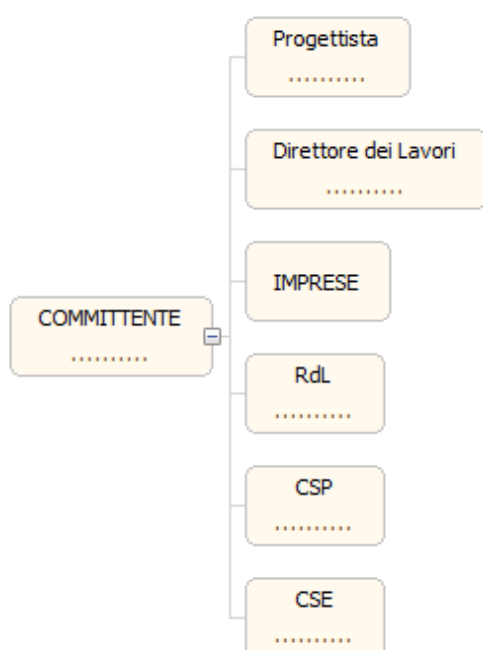 Progettista
..........
Direttore dei Lavori
..........
IMPRESE
COMMITTENTE
..........
RdL
..........
CSP
..........
CSE
..........